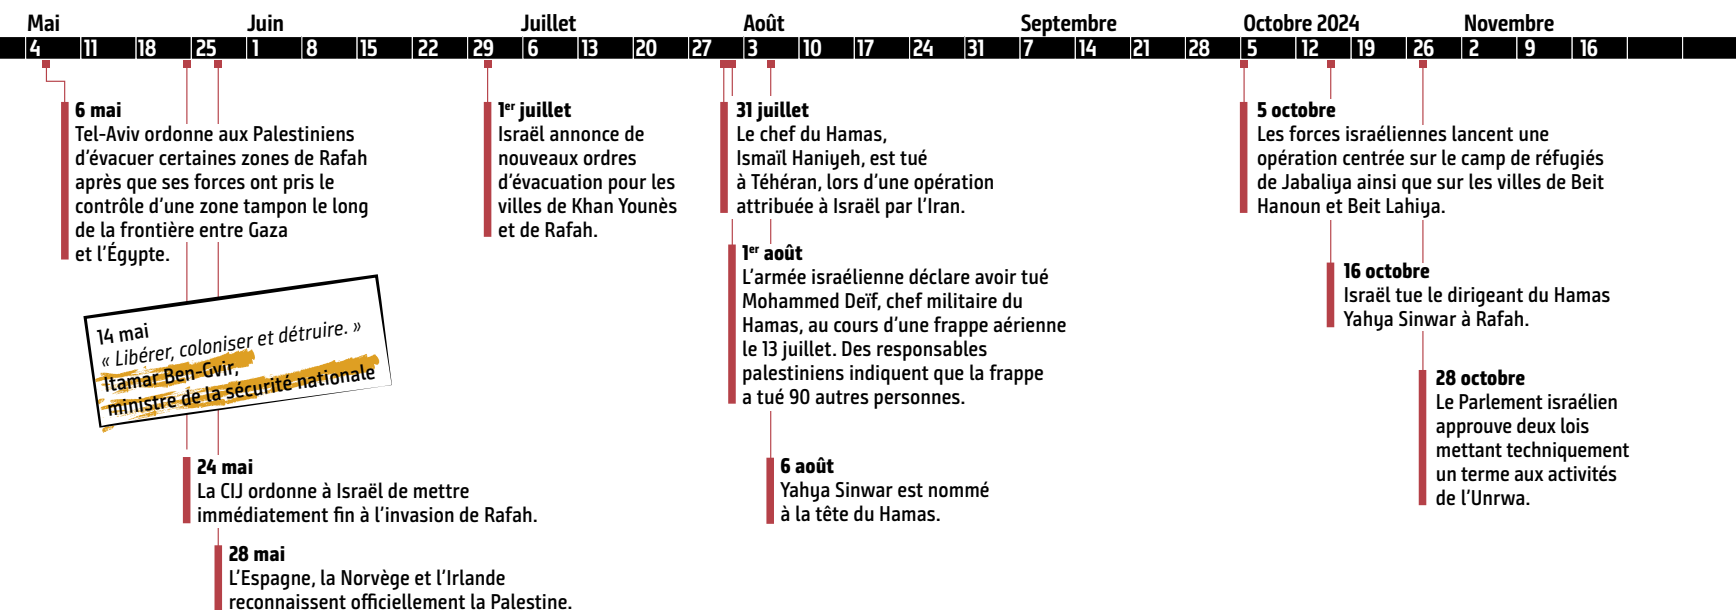 Mai Juin Juillet Août Septembre Octobre 2024 Novembre
4 11 18 25 1 8 15 22 29 6 13 20 27 3 10 17 24 31 7 14 21 28 5 12 19 26 2 9 16
6 mai
Tel-Aviv ordonne aux Palestiniens
d’évacuer certaines zones de Rafah
après que ses forces ont pris le
contrôle d’une zone tampon le long
de la frontière entre Gaza
et l’Égypte.
14 mai
« Libérer, coloniser et détruire. »
Itamar Ben-Gvir,
ministre de la sécurité nationale
24 mai
La CIJ ordonne à Israël de mettre
immédiatement fin à l’invasion de Rafah.
28 mai
L’Espagne, la Norvège et l’Irlande
reconnaissent officiellement la Palestine.
1er juillet
Israël annonce de
nouveaux ordres
d’évacuation pour les
villes de Khan Younès
et de Rafah.
31 juillet
Le chef du Hamas,
Ismaïl Haniyeh, est tué
à Téhéran, lors d’une opération
attribuée à Israël par l’Iran.
1er août
L’armée israélienne déclare avoir tué
Mohammed Deïf, chef militaire du
Hamas, au cours d’une frappe aérienne
le 13 juillet. Des responsables
palestiniens indiquent que la frappe
a tué 90 autres personnes.
6 août
Yahya Sinwar est nommé
à la tête du Hamas.
5 octobre
Les forces israéliennes lancent une
opération centrée sur le camp de réfugiés
de Jabaliya ainsi que sur les villes de Beit
Hanoun et Beit Lahiya.
16 octobre
Israël tue le dirigeant du Hamas
Yahya Sinwar à Rafah.
28 octobre
Le Parlement israélien
approuve deux lois
mettant techniquement
un terme aux activités
de l’Unrwa.